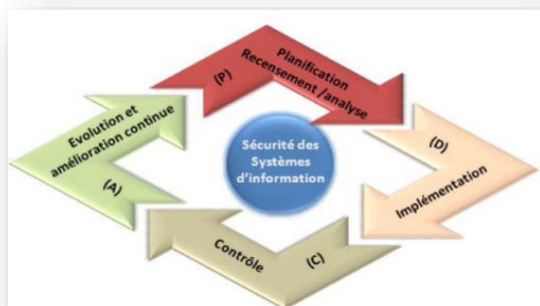 (P)
Planification
Recensement /analyse
(D)
Implémentation
(C)
Contrôle
(A)
Evolution et
amélioration continue
Sécurité des
Systèmes
d'information